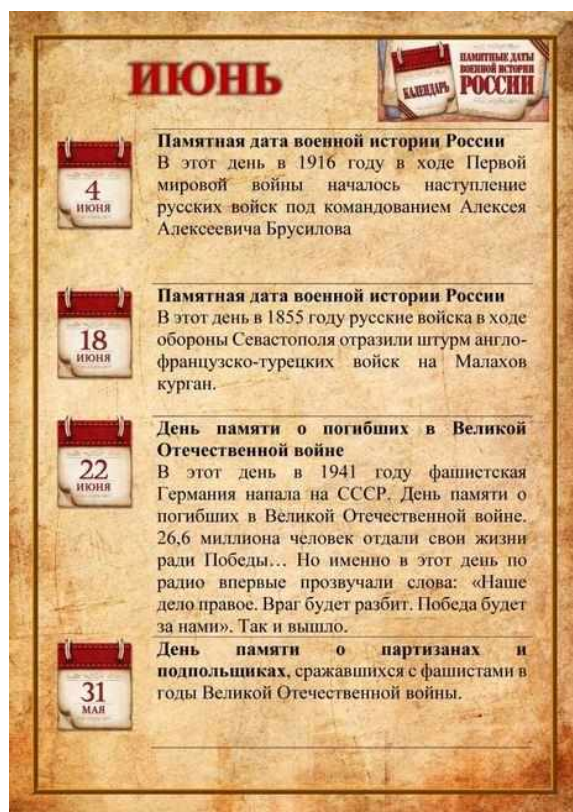 ИЮНЬ
КАЛЕНДАРЬ
ПАМЯТНЫЕ ДАТЫ
ВОЕННОЙ ИСТОРИИ
РОССИИ
4
ИЮНЯ
Памятная дата военной истории России
В этот день в 1916 году в ходе Первой
мировой войны началось наступление
русских войск под командованием Алексея
Алексеевича Брусилова
18
ИЮНЯ
Памятная дата военной истории России
В этот день в 1855 году русские войска в ходе
обороны Севастополя отразили штурм англо-
французско-турецких войск на Малахов
курган.
22
ИЮНЯ
День памяти о погибших в Великой
Отечественной войне
В этот день в 1941 году фашистская
Германия напала на СССР. День памяти о
погибших в Великой Отечественной войне.
26,6 миллиона человек отдали свои жизни
ради Победы… Но именно в этот день по
радио впервые прозвучали слова: «Наше
дело правое. Враг будет разбит. Победа будет
за нами». Так и вышло.
31
МАЯ
День памяти о партизанах и
подпольщиках, сражавшихся с фашистами в
годы Великой Отечественной войны.